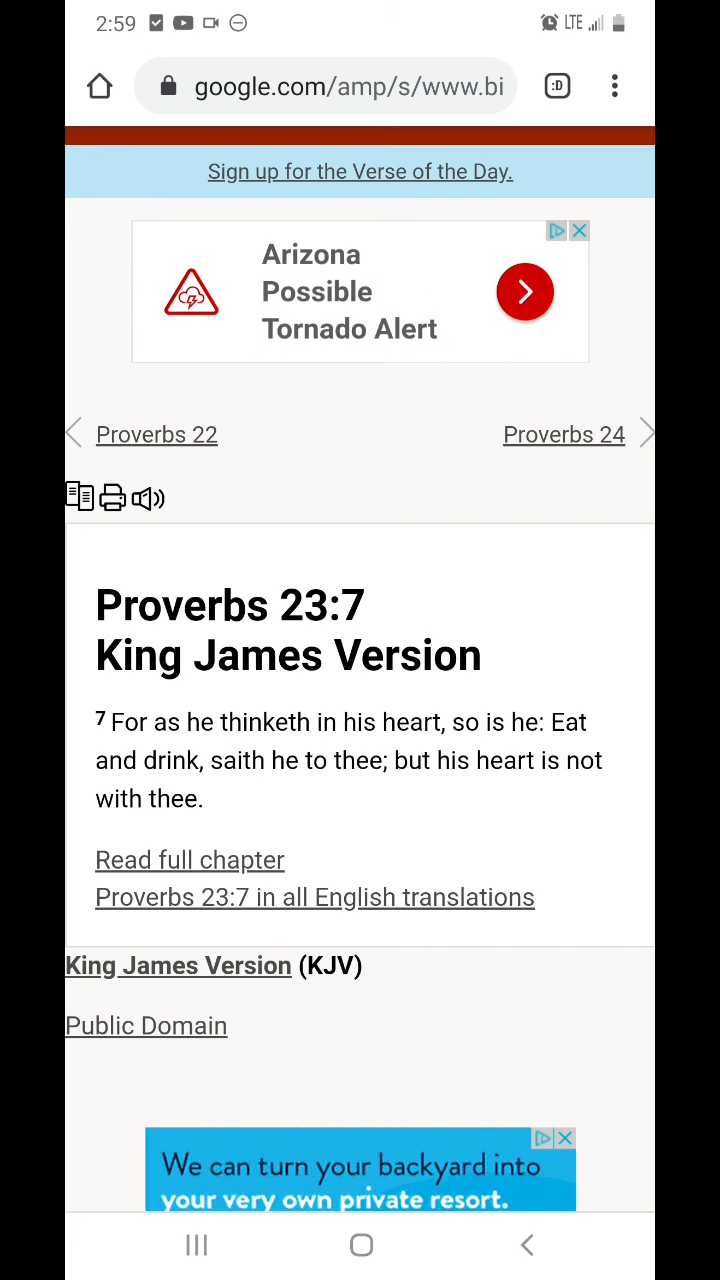 2:59 LTE
google.com/amp/s/www.bi :D
Sign up for the Verse of the Day.
Arizona
Possible
Tornado Alert
Proverbs 22 Proverbs 24
Proverbs 23:7
King James Version
7 For as he thinketh in his heart, so is he: Eat
and drink, saith he to thee; but his heart is not
with thee.
Read full chapter
Proverbs 23:7 in all English translations
King James Version (KJV)
Public Domain
We can turn your backyard into
your very own private resort.